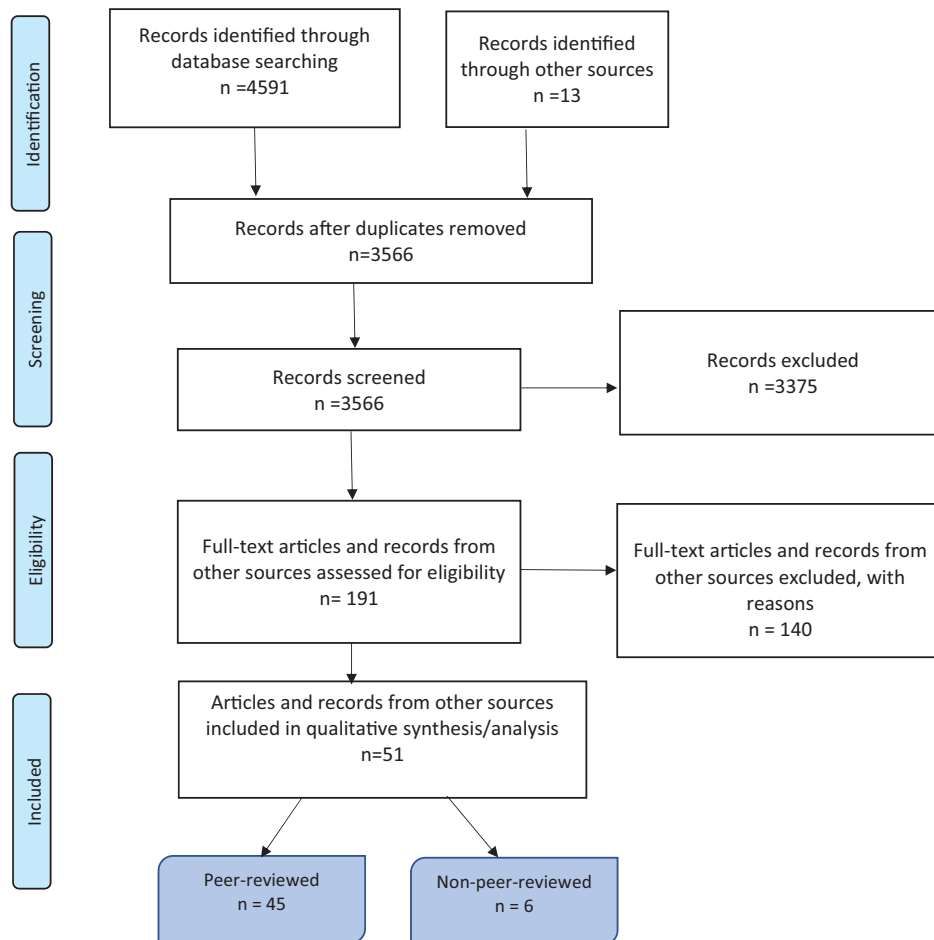 Identification
Records identified through
database searching
n =4591
Records identified
through other sources
n =13
Records after duplicates removed
n=3566
Screening
Records screened
n =3566
Records excluded
n =3375
Eligibility
Full-text articles and records from
other sources assessed for eligibility
n= 191
Full-text articles and records from
other sources excluded, with
reasons
n = 140
Included
Articles and records from other sources
included in qualitative synthesis/analysis
n=51
Peer-reviewed
n = 45
Non-peer-reviewed
n = 6